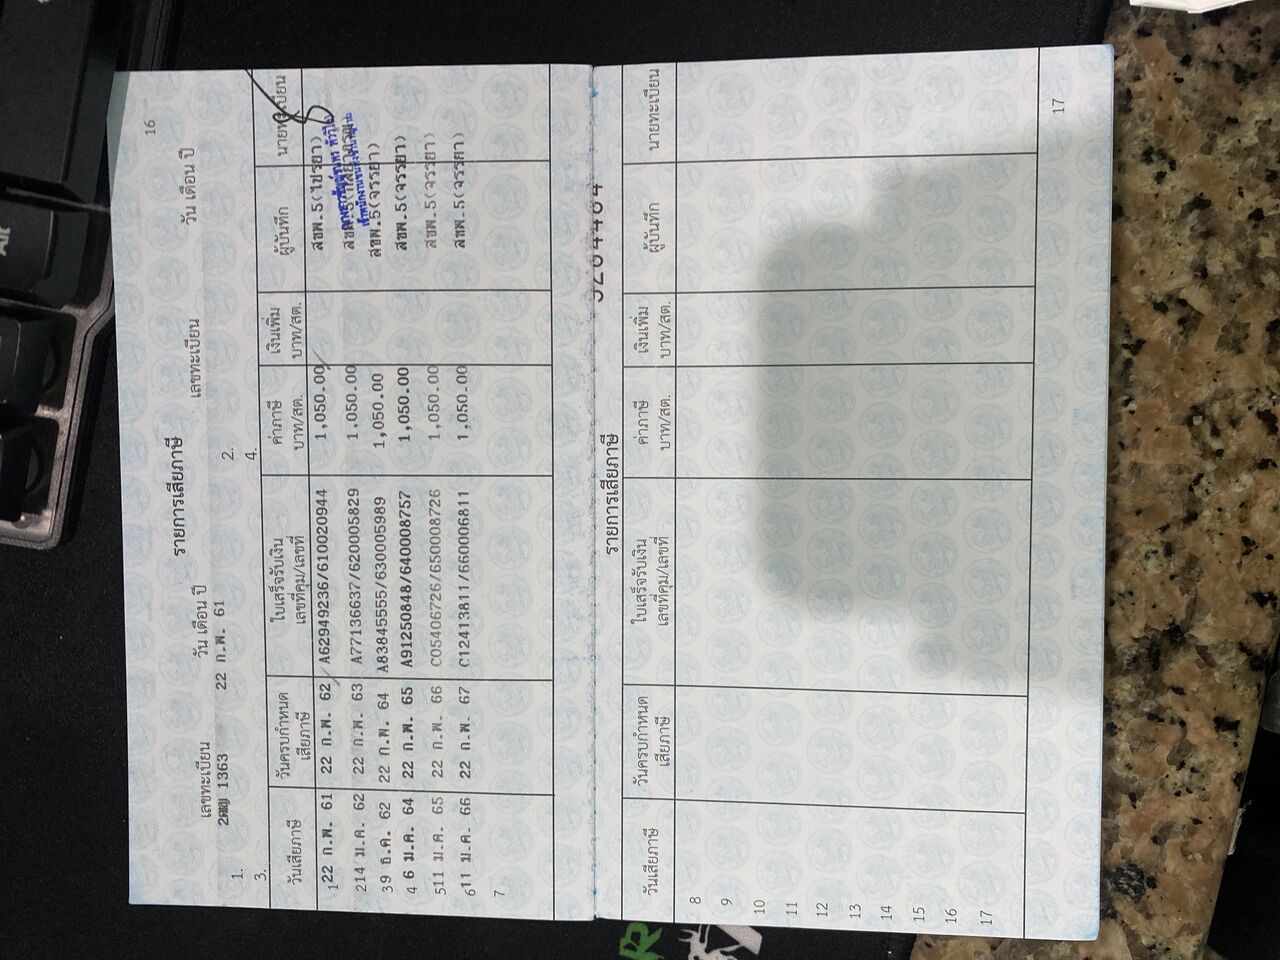 16
รายการเสียภาษี
เลขทะเบียน วัน เดือน ปี เลขทะเบียน วัน เดือน ปี
1. 2ฒญ 1363 22 ก.พ. 61 2.
3. 4.
วันเสียภาษี วันครบกำหนดเสียภาษี ใบเสร็จรับเงิน เลขที่คุม/เลขที่ ค่าภาษี บาท/สต. เงินเพิ่ม บาท/สต. ผู้บันทึก นายทะเบียน
1 22 ก.พ. 61 22 ก.พ. 62 A62949236/610020944 1,050.00 สขพ.5
2 14 ม.ค. 62 22 ก.พ. 63 A77136637/620005829 1,050.00
3 9 ธ.ค. 62 22 ก.พ. 64 A83845555/630005989 1,050.00 สขพ.5(จรรยา)
4 6 ม.ค. 64 22 ก.พ. 65 A91250848/640008757 1,050.00 สขพ.5(จรรยา)
5 11 ม.ค. 65 22 ก.พ. 66 C05406726/650008726 1,050.00 สขพ.5(จรรยา)
6 11 ม.ค. 66 22 ก.พ. 67 C12413811/660006811 1,050.00 สขพ.5(จรรยา)
7
รายการเสียภาษี
วันเสียภาษี วันครบกำหนดเสียภาษี ใบเสร็จรับเงิน เลขที่คุม/เลขที่ ค่าภาษี บาท/สต. เงินเพิ่ม บาท/สต. ผู้บันทึก นายทะเบียน
8
9
10
11
12
13
14
15
16
17
17
Alt